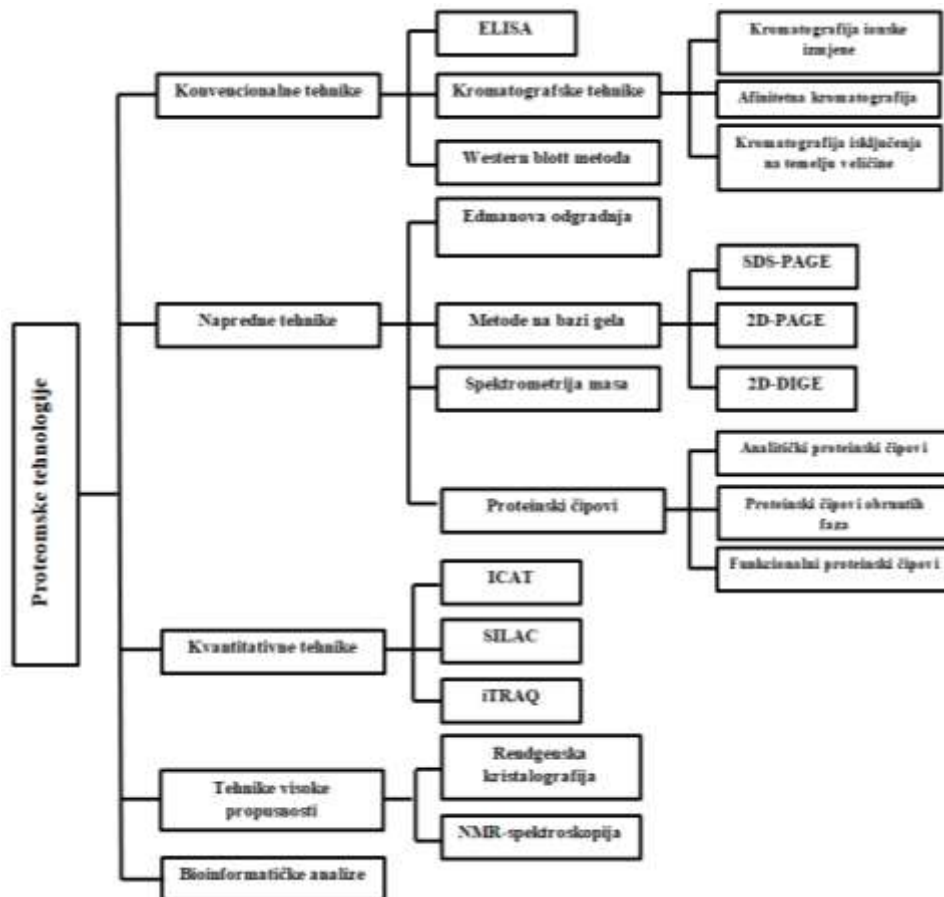 Proteomske tehnologije
Konvencionalne tehnike
ELISA
Kromatografske tehnike
Kromatografija ionske
izmjene
Afinitetna kromatografija
Kromatografija isključenja
na temelju veličine
Western blott metoda
Napredne tehnike
Edmanova odgradnja
Metode na bazi gela
SDS-PAGE
2D-PAGE
2D-DIGE
Spektrometrija masa
Proteinski čipovi
Analitički proteinski čipovi
Proteinski čipovi obrnutih
faza
Funkcionalni proteinski čipovi
Kvantitativne tehnike
ICAT
SILAC
iTRAQ
Tehnike visoke
propusnosti
Rendgenska
kristalografija
NMR-spektroskopija
Bioinformatičke analize